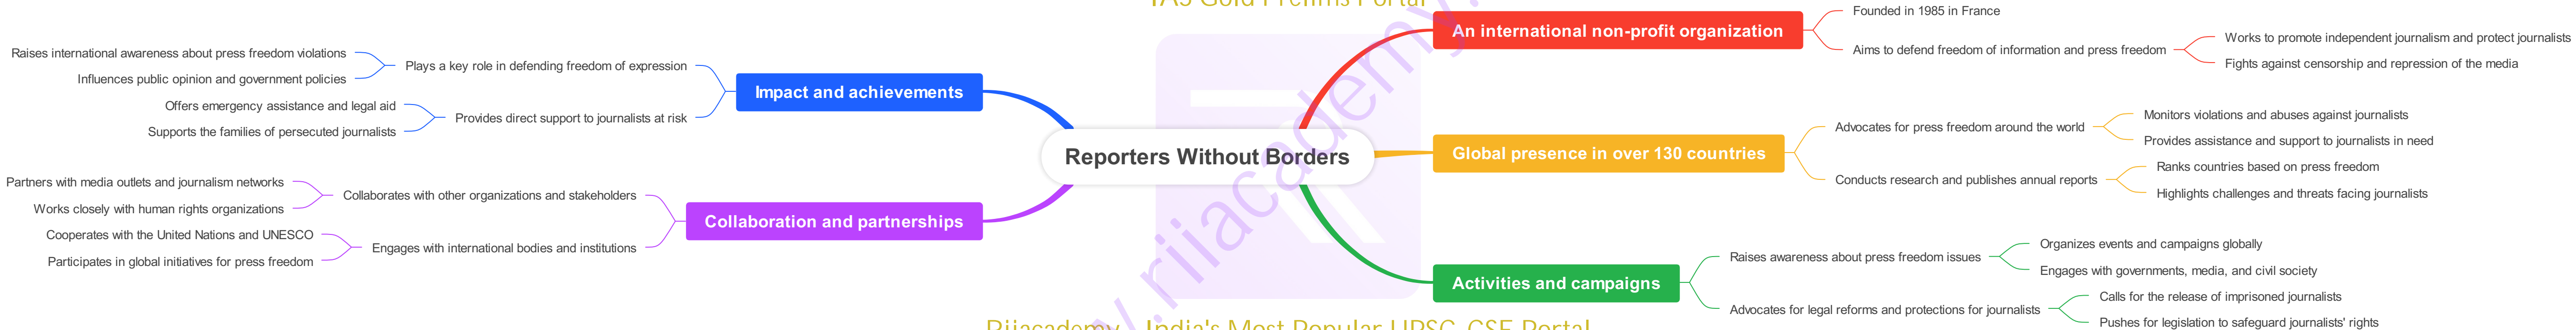 IAS Gold Prelims Portal
Reporters Without Borders
An international non-profit organization
Founded in 1985 in France
Aims to defend freedom of information and press freedom
Works to promote independent journalism and protect journalists
Fights against censorship and repression of the media
Global presence in over 130 countries
Advocates for press freedom around the world
Monitors violations and abuses against journalists
Provides assistance and support to journalists in need
Conducts research and publishes annual reports
Ranks countries based on press freedom
Highlights challenges and threats facing journalists
Activities and campaigns
Raises awareness about press freedom issues
Organizes events and campaigns globally
Engages with governments, media, and civil society
Advocates for legal reforms and protections for journalists
Calls for the release of imprisoned journalists
Pushes for legislation to safeguard journalists' rights
Impact and achievements
Plays a key role in defending freedom of expression
Raises international awareness about press freedom violations
Influences public opinion and government policies
Provides direct support to journalists at risk
Offers emergency assistance and legal aid
Supports the families of persecuted journalists
Collaboration and partnerships
Collaborates with other organizations and stakeholders
Partners with media outlets and journalism networks
Works closely with human rights organizations
Engages with international bodies and institutions
Cooperates with the United Nations and UNESCO
Participates in global initiatives for press freedom
Rijacademy - India's Most Popular UPSC-CSE Portal